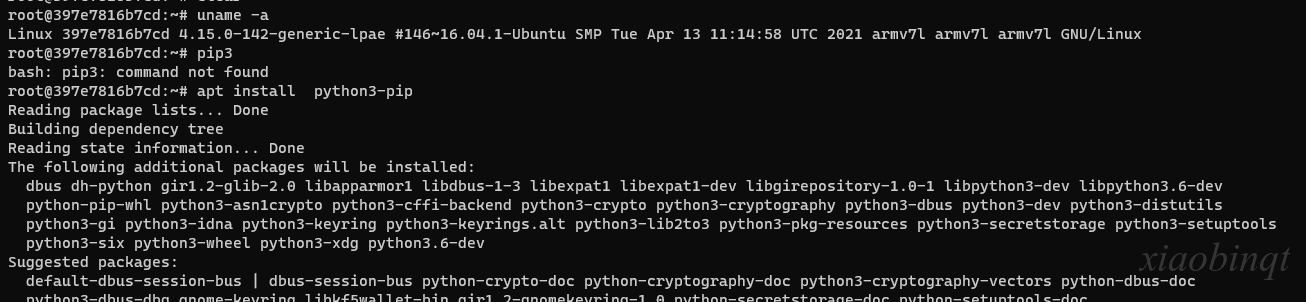 root@397e7816b7cd:~# uname -a
Linux 397e7816b7cd 4.15.0-142-generic-lpae #146~16.04.1-Ubuntu SMP Tue Apr 13 11:14:58 UTC 2021 armv7l armv7l armv7l GNU/Linux
root@397e7816b7cd:~# pip3
bash: pip3: command not found
root@397e7816b7cd:~# apt install  python3-pip
Reading package lists... Done
Building dependency tree
Reading state information... Done
The following additional packages will be installed:
  dbus dh-python gir1.2-glib-2.0 libapparmor1 libdbus-1-3 libexpat1 libexpat1-dev libgirepository-1.0-1 libpython3-dev libpython3.6-dev
  python-pip-whl python3-asn1crypto python3-cffi-backend python3-crypto python3-cryptography python3-dbus python3-dev python3-distutils
  python3-gi python3-idna python3-keyring python3-keyrings.alt python3-lib2to3 python3-pkg-resources python3-secretstorage python3-setuptools
  python3-six python3-wheel python3-xdg python3.6-dev
Suggested packages:
  default-dbus-session-bus | dbus-session-bus python-crypto-doc python-cryptography-doc python3-cryptography-vectors python-dbus-doc
  python3-dbus-dbg gnome-keyring libkf5wallet-bin gir1.2-gnomekeyring-1.0 python-secretstorage-doc python-setuptools-doc
xiaobinqt